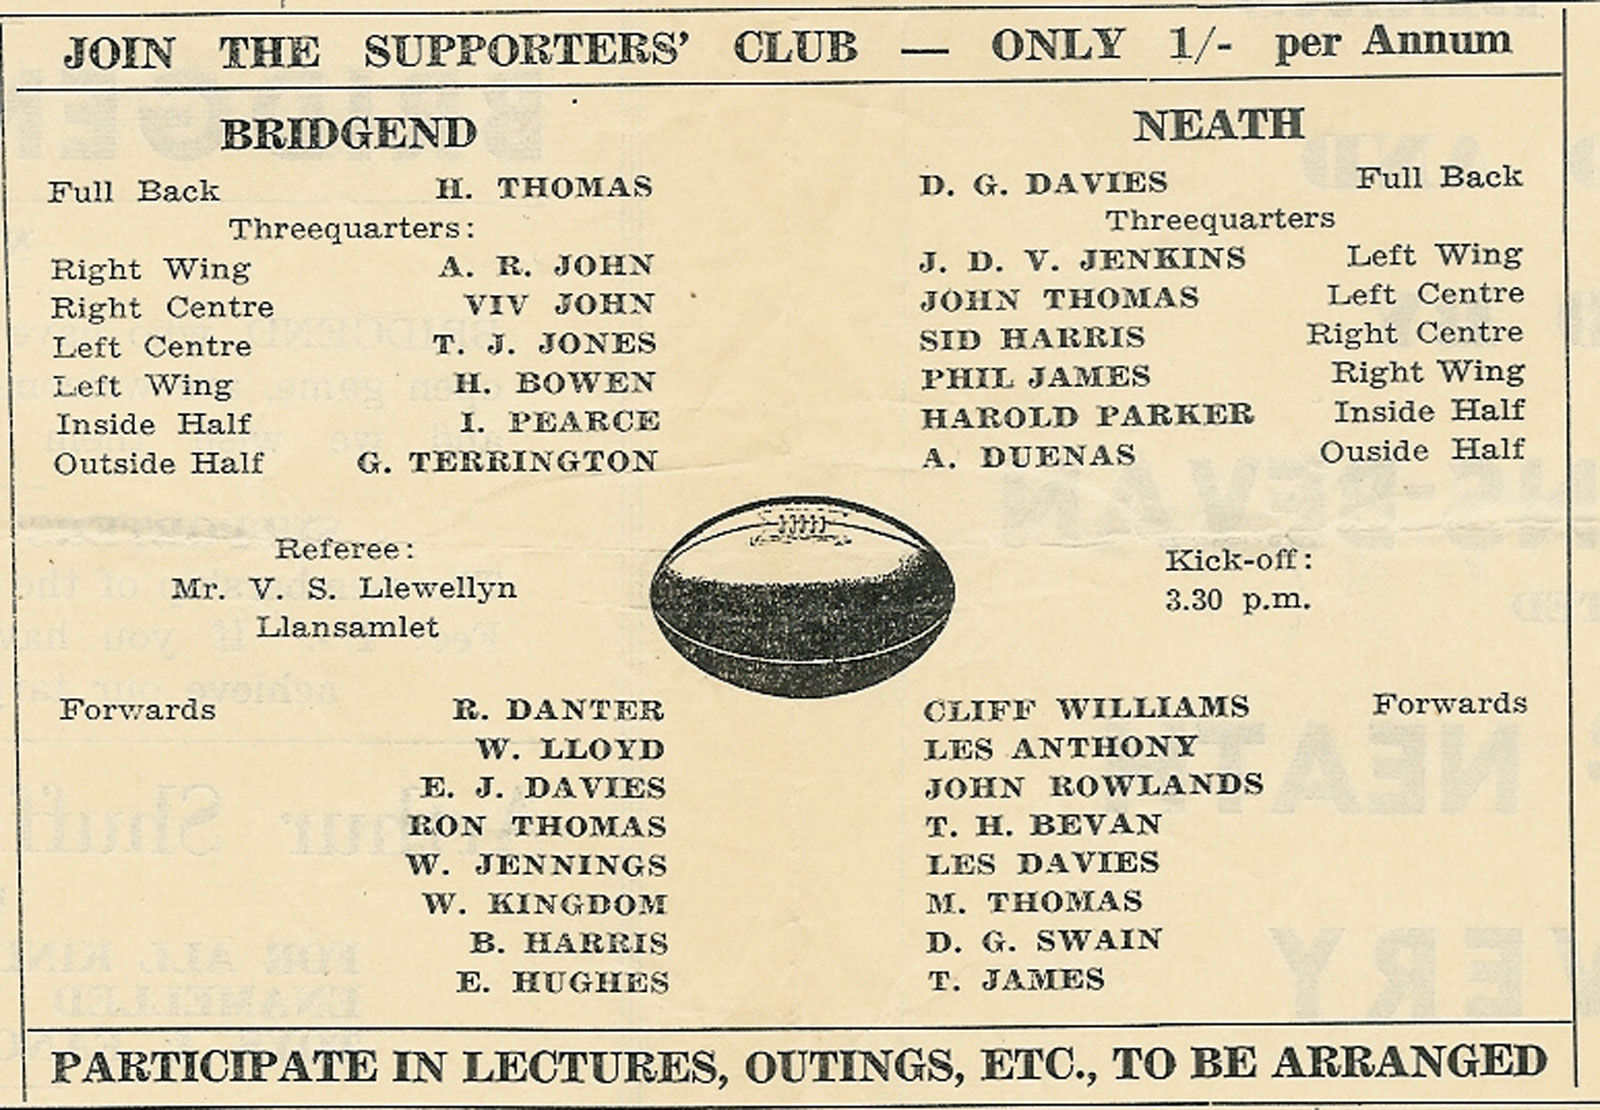 JOIN THE SUPPORTERS' CLUB — ONLY 1/- per Annum
BRIDGEND
Full Back H. THOMAS
Threequarters:
Right Wing A. R. JOHN
Right Centre VIV JOHN
Left Centre T. J. JONES
Left Wing H. BOWEN
Inside Half I. PEARCE
Outside Half G. TERRINGTON
NEATH
D. G. DAVIES Full Back
Threequarters
J. D. V. JENKINS Left Wing
JOHN THOMAS Left Centre
SID HARRIS Right Centre
PHIL JAMES Right Wing
HAROLD PARKER Inside Half
A. DUENAS Ouside Half
Referee:
Mr. V. S. Llewellyn
Llansamlet
Kick-off:
3.30 p.m.
Forwards R. DANTER
W. LLOYD
E. J. DAVIES
RON THOMAS
W. JENNINGS
W. KINGDOM
B. HARRIS
E. HUGHES
CLIFF WILLIAMS Forwards
LES ANTHONY
JOHN ROWLANDS
T. H. BEVAN
LES DAVIES
M. THOMAS
D. G. SWAIN
T. JAMES
PARTICIPATE IN LECTURES, OUTINGS, ETC., TO BE ARRANGED